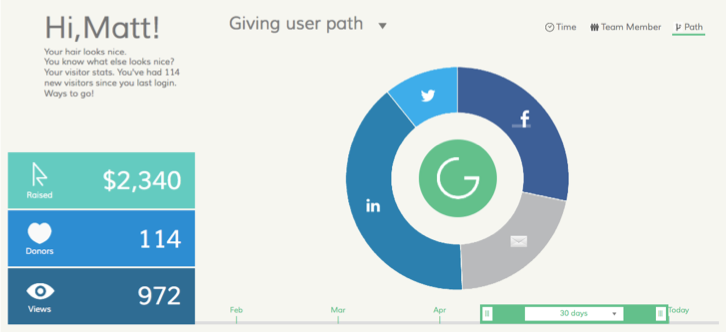 Hi,Matt!
Your hair looks nice.
You know what else looks nice?
Your visitor stats. You've had 114
new visitors since you last login.
Ways to go!
Giving user path
Time
Team Member
Path
Raised
$2,340
Donors
114
Views
972
f
in
G
Feb
Mar
Apr
30 days
Today